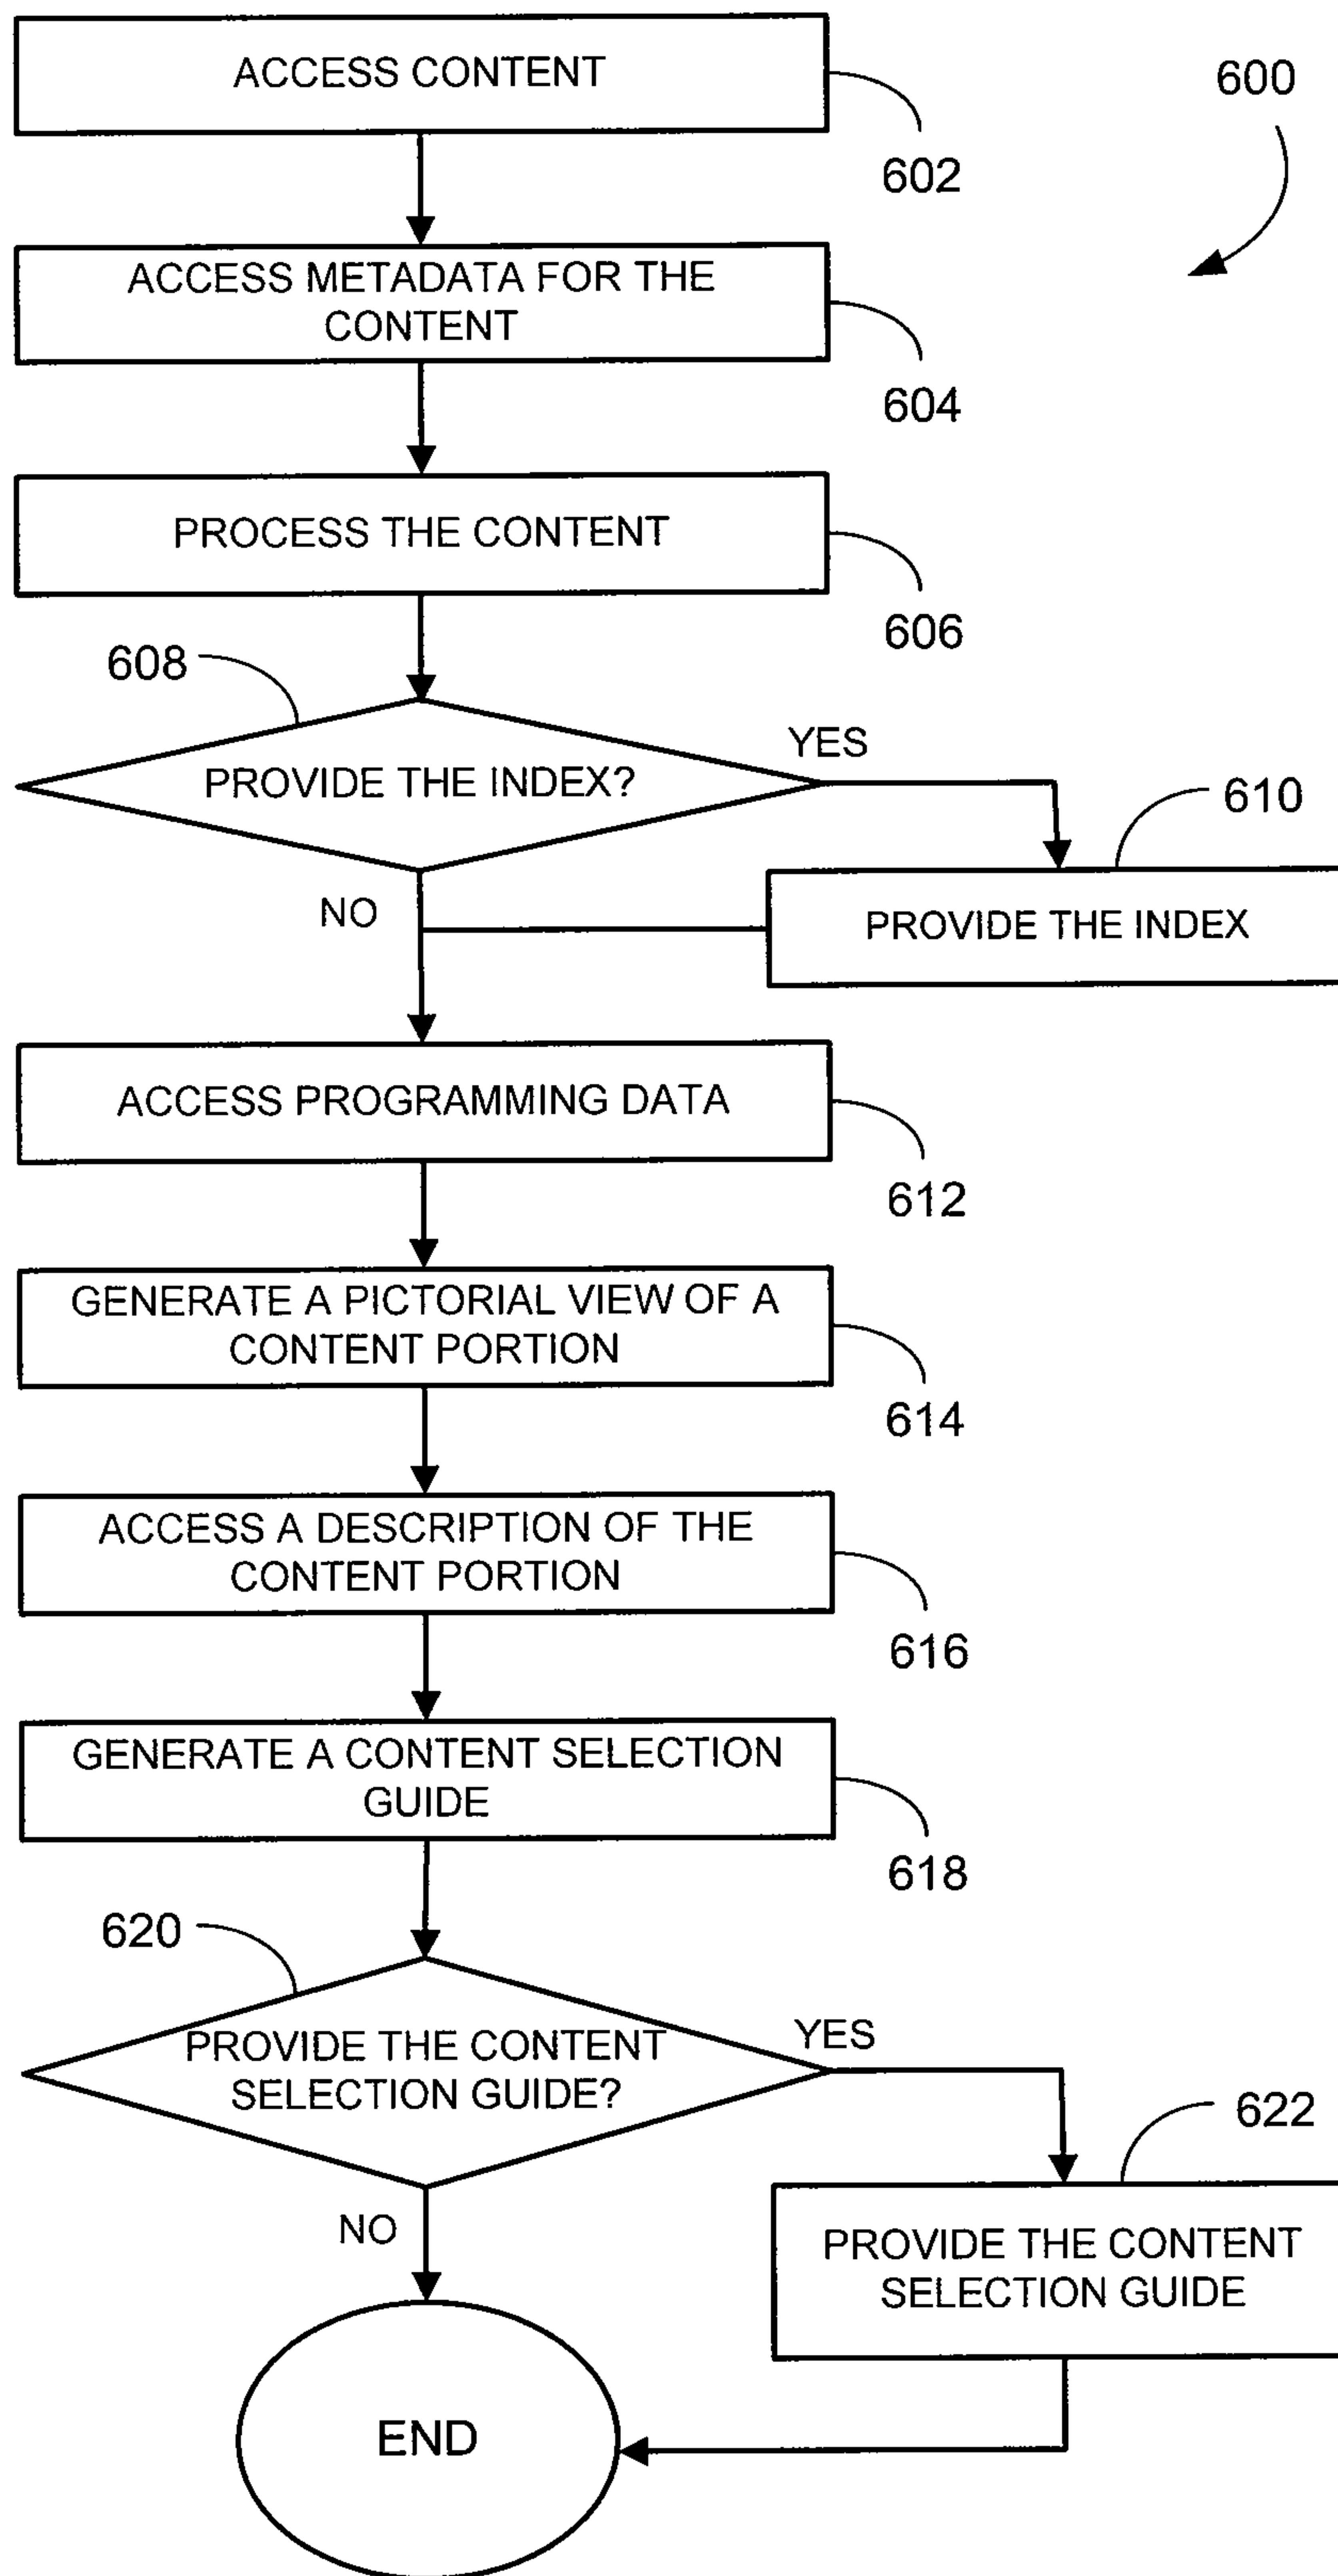 ACCESS CONTENT
600
602
ACCESS METADATA FOR THE
CONTENT
604
PROCESS THE CONTENT
606
608
PROVIDE THE INDEX?
YES
610
NO
PROVIDE THE INDEX
ACCESS PROGRAMMING DATA
612
GENERATE A PICTORIAL VIEW OF A
CONTENT PORTION
614
ACCESS A DESCRIPTION OF THE
CONTENT PORTION
616
GENERATE A CONTENT SELECTION
GUIDE
618
620
PROVIDE THE CONTENT
SELECTION GUIDE?
YES
622
NO
PROVIDE THE CONTENT
SELECTION GUIDE
END